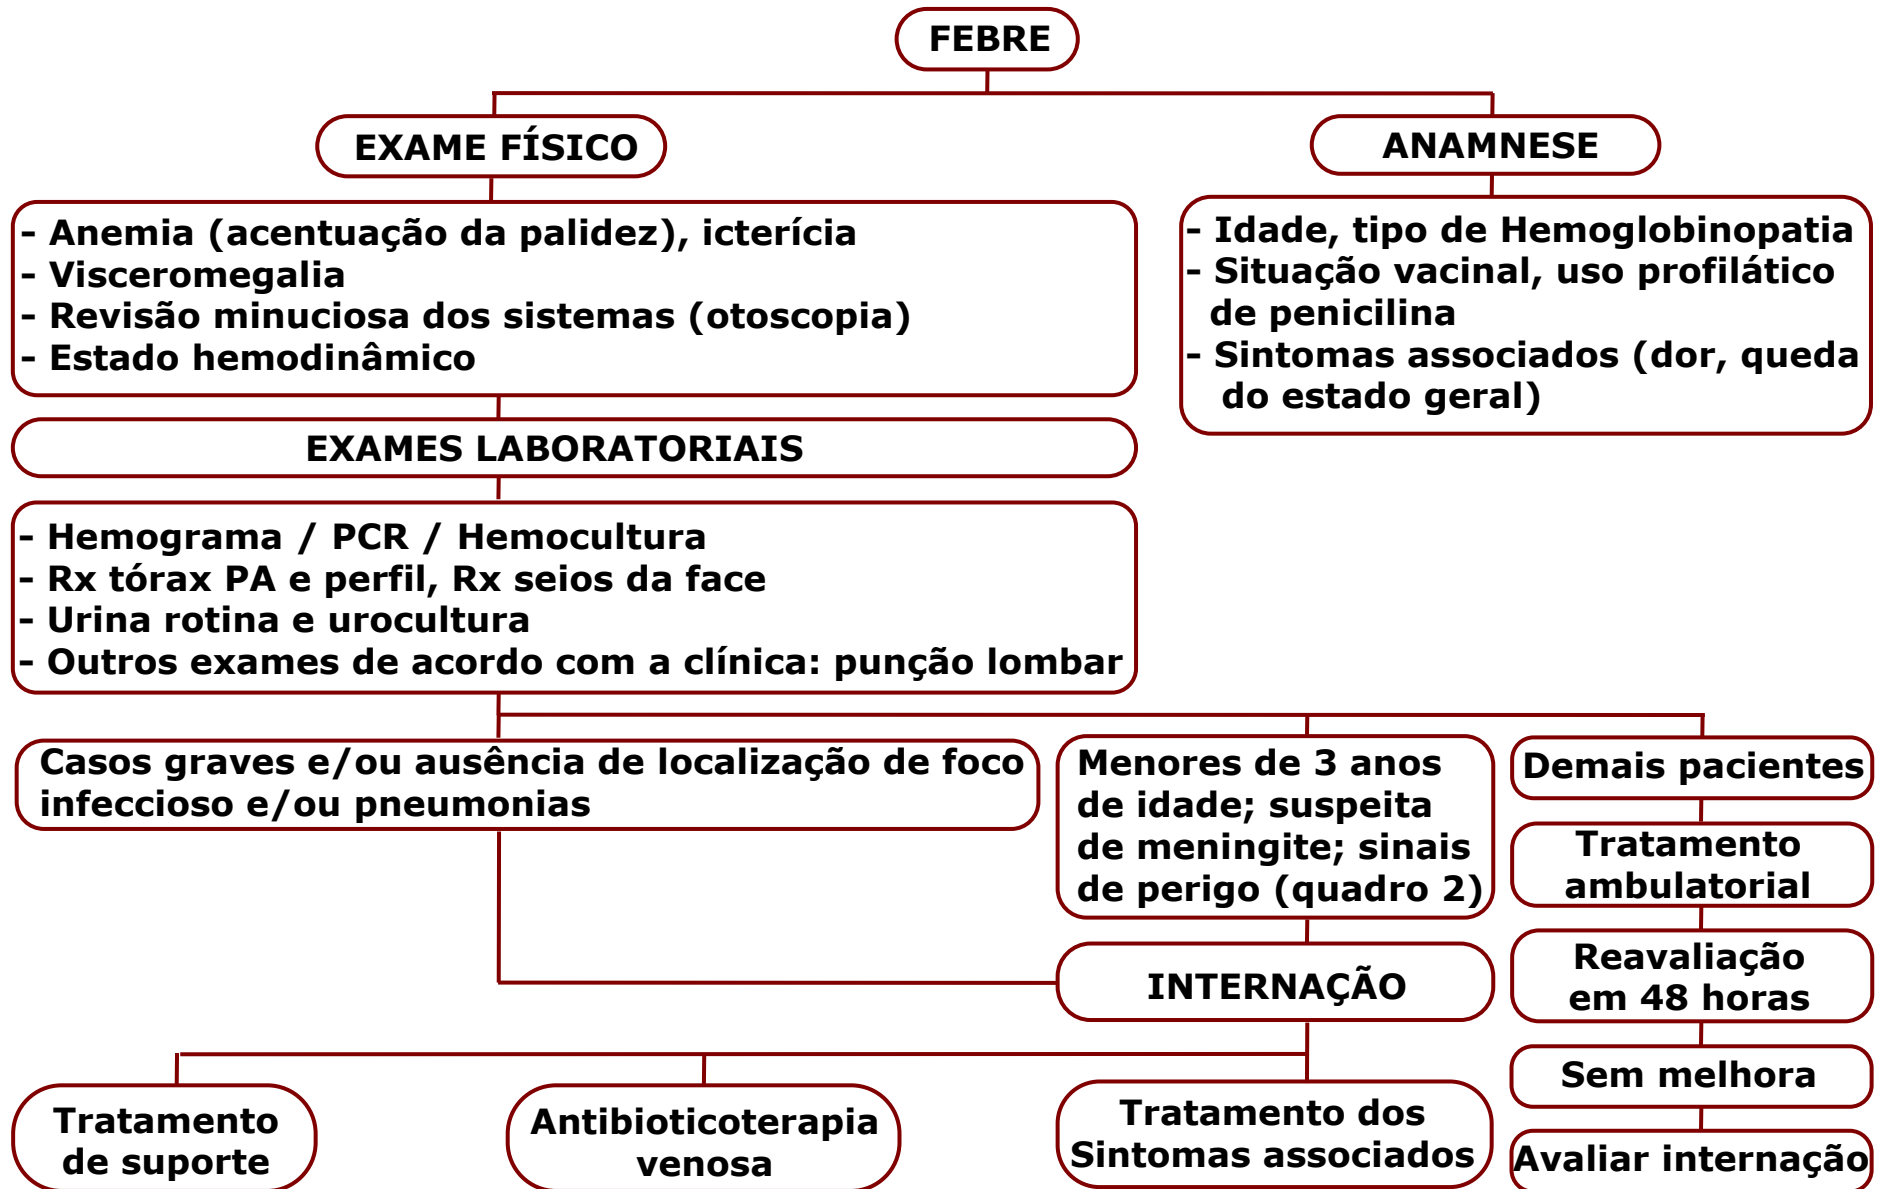 FEBRE
EXAME FÍSICO
ANAMNESE
- Anemia (acentuação da palidez), icterícia
- Visceromegalia
- Revisão minuciosa dos sistemas (otoscopia)
- Estado hemodinâmico
- Idade, tipo de Hemoglobinopatia
- Situação vacinal, uso profilático
de penicilina
- Sintomas associados (dor, queda
do estado geral)
EXAMES LABORATORIAIS
- Hemograma / PCR / Hemocultura
- Rx tórax PA e perfil, Rx seios da face
- Urina rotina e urocultura
- Outros exames de acordo com a clínica: punção lombar
Casos graves e/ou ausência de localização de foco
infeccioso e/ou pneumonias
Menores de 3 anos
de idade; suspeita
de meningite; sinais
de perigo (quadro 2)
Demais pacientes
Tratamento
ambulatorial
Reavaliação
em 48 horas
INTERNAÇÃO
Sem melhora
Avaliar internação
Tratamento
de suporte
Antibioticoterapia
venosa
Tratamento dos
Sintomas associados